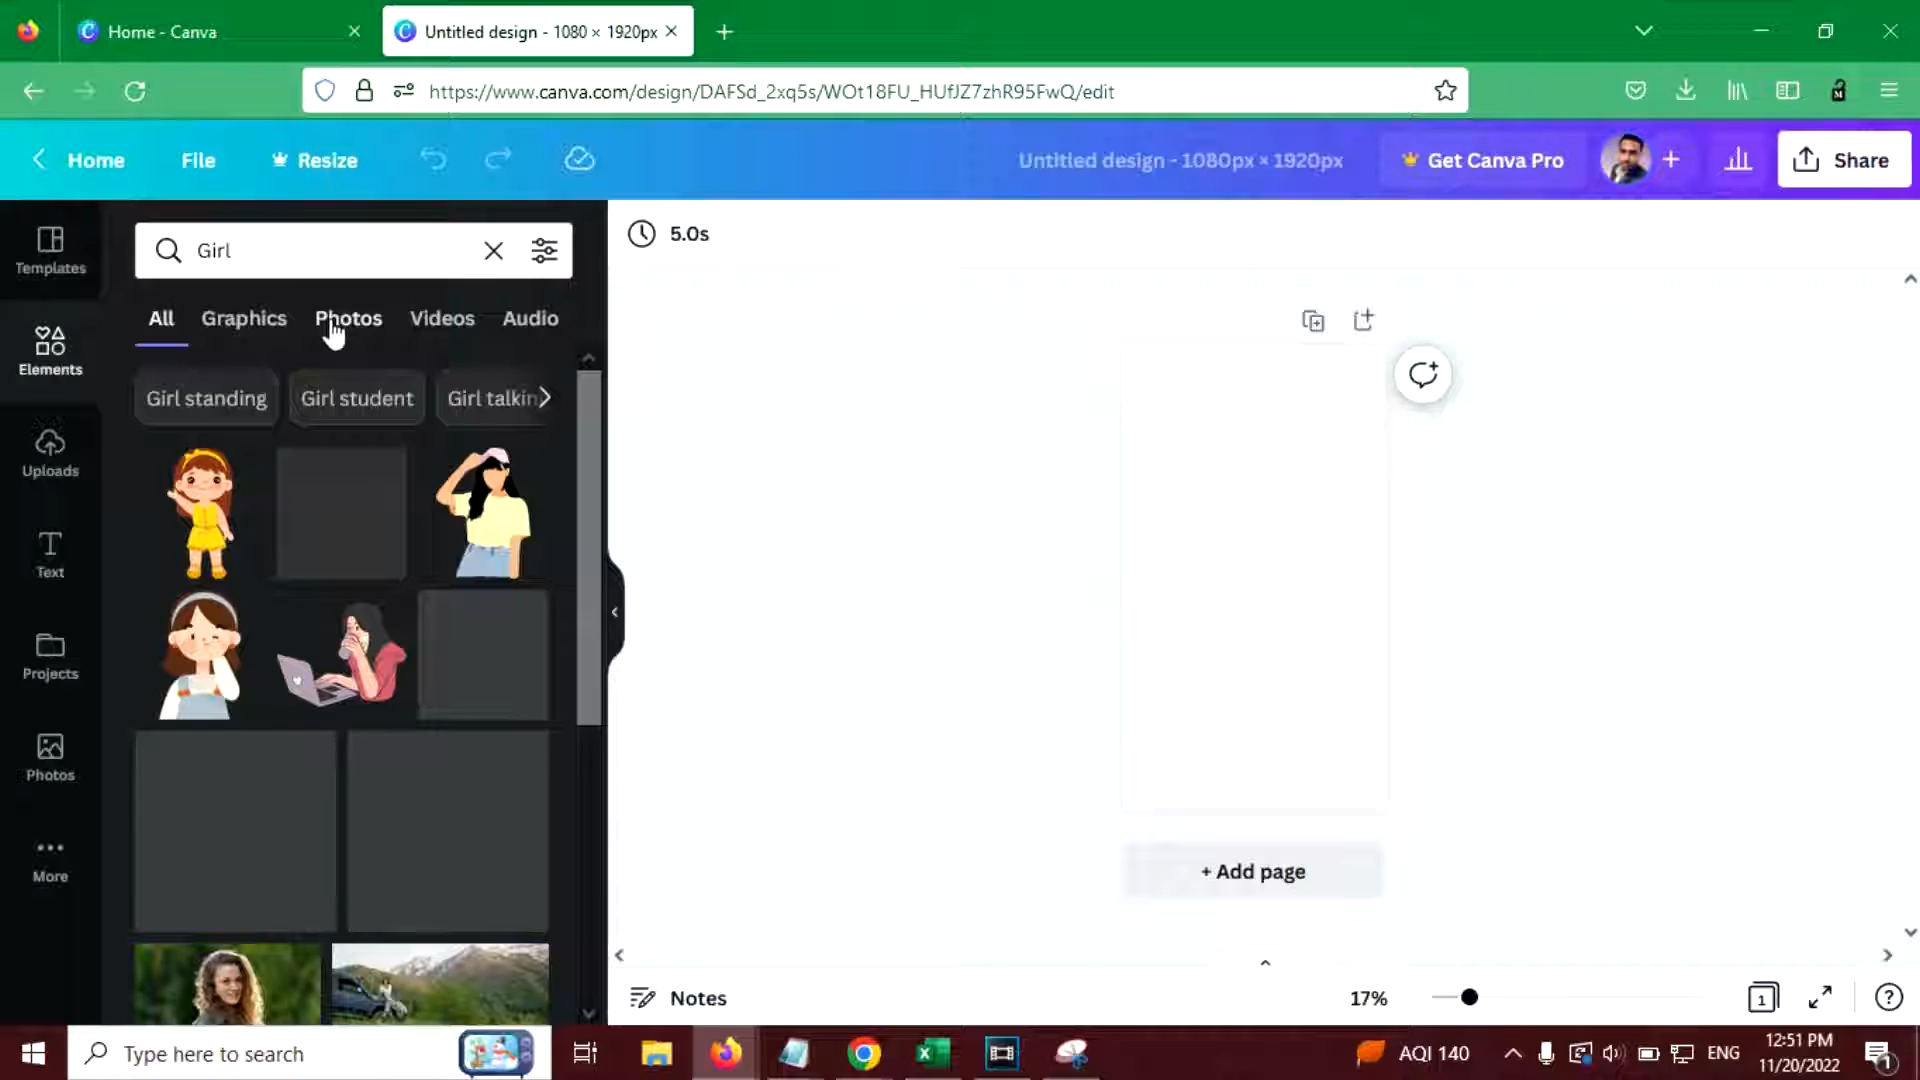 Home - Canva
Untitled design - 1080 × 1920px
https://www.canva.com/design/DAFSd_2xq5s/WOt18FU_HUfJZ7zhR95FwQ/edit
Home
File
Resize
Untitled design - 1080px × 1920px
Get Canva Pro
Share
Templates
Elements
Uploads
Text
Projects
Photos
More
Girl
All
Graphics
Photos
Videos
Audio
Girl standing
Girl student
Girl talkin
5.0s
+ Add page
Notes
17%
1
Type here to search
AQI 140
ENG
12:51 PM
11/20/2022
1